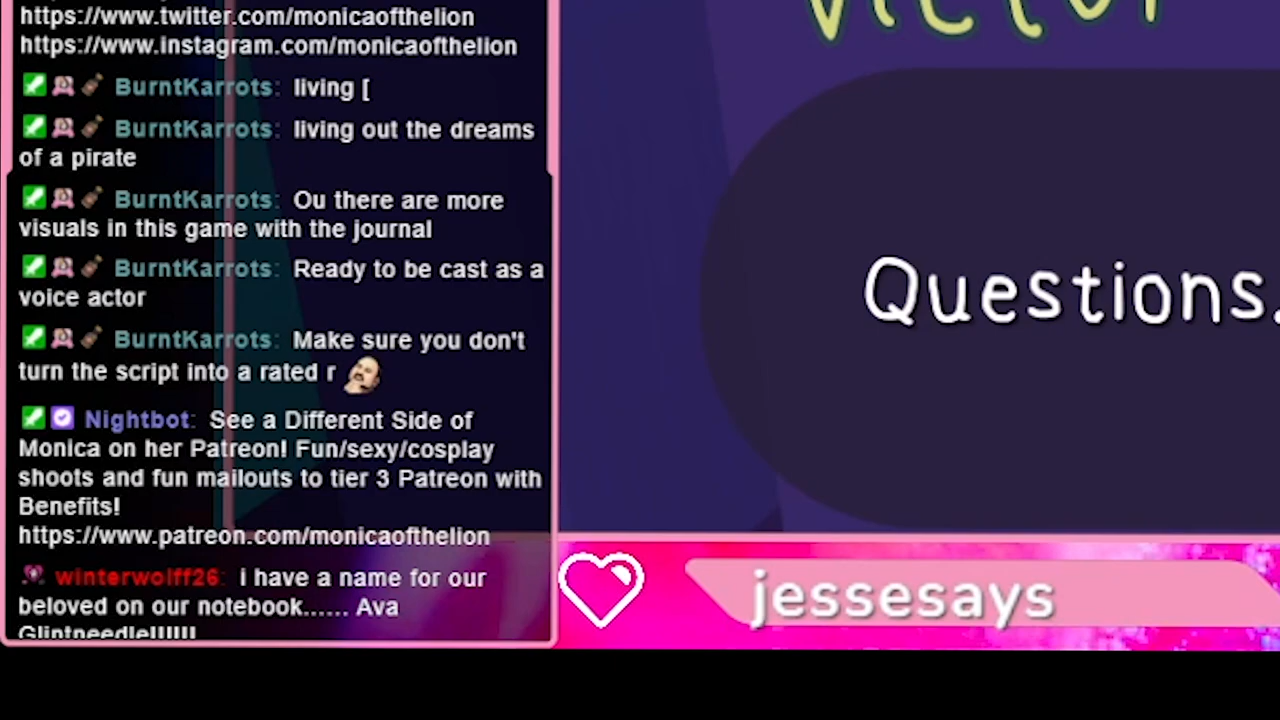 https://www.twitter.com/monicaofthelion
https://www.instagram.com/monicaofthelion
BurntKarrots: living [
BurntKarrots: living out the dreams
of a pirate
BurntKarrots: Ou there are more
visuals in this game with the journal
BurntKarrots: Ready to be cast as a
voice actor
BurntKarrots: Make sure you don't
turn the script into a rated r
Nightbot: See a Different Side of
Monica on her Patreon! Fun/sexy/cosplay
shoots and fun mailouts to tier 3 Patreon with
Benefits!
https://www.patreon.com/monicaofthelion
winterwolff26: i have a name for our
beloved on our notebook...... Ava
Glintneedle!!!!!!
Victor
Questions.
jessesays